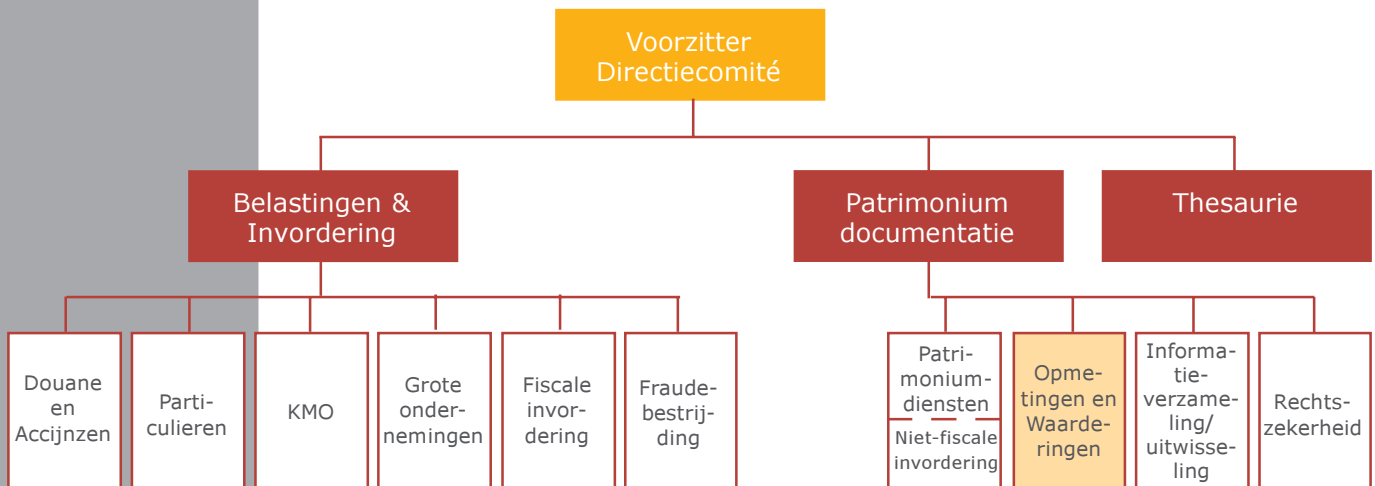 Voorzitter
Directiecomité
Belastingen &
Invordering
Patrimonium
documentatie
Thesaurie
Douane
en
Accijnzen
Parti-
culieren
KMO
Grote
onder-
nemingen
Fiscale
invor-
dering
Fraude-
bestrij-
ding
Patri-
monium-
diensten
Niet-fiscale
invordering
Opme-
tingen en
Waarde-
ringen
Informa-
tie-
verzame-
ling/
uitwisse-
ling
Rechts-
zekerheid